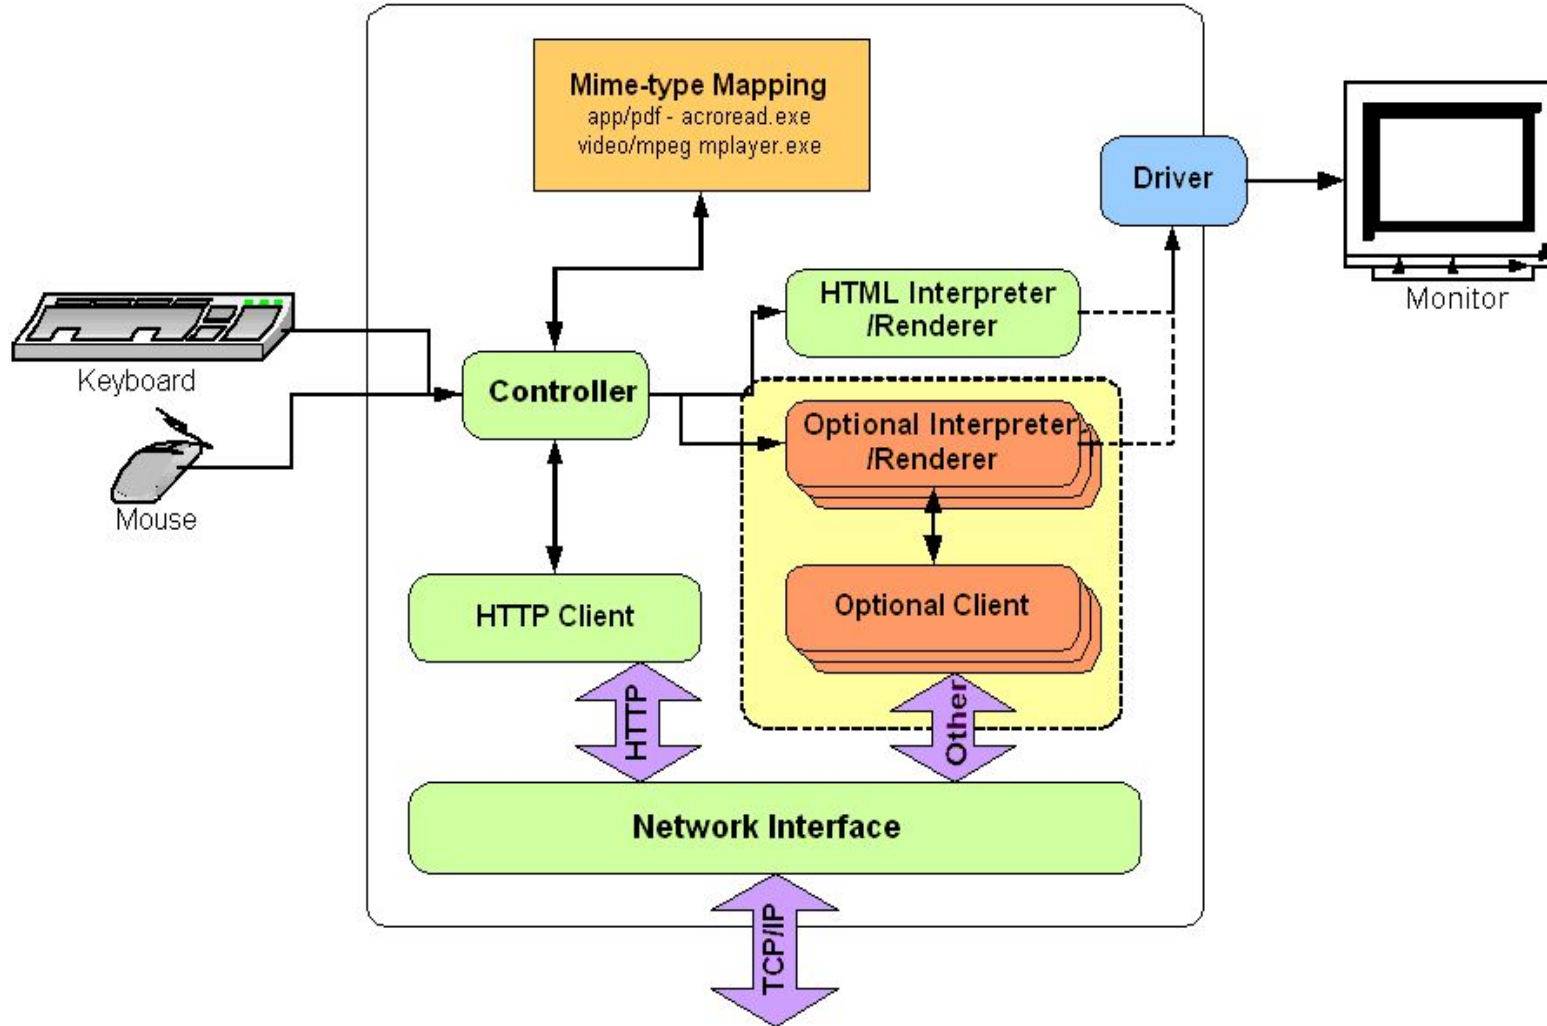 Mime-type Mapping
app/pdf - acroread.exe
video/mpeg mplayer.exe
Driver
Monitor
HTML Interpreter
/Renderer
Keyboard
Controller
Optional Interpreter
/Renderer
Mouse
HTTP Client
Optional Client
HTTP
Other
Network Interface
TCP/IP